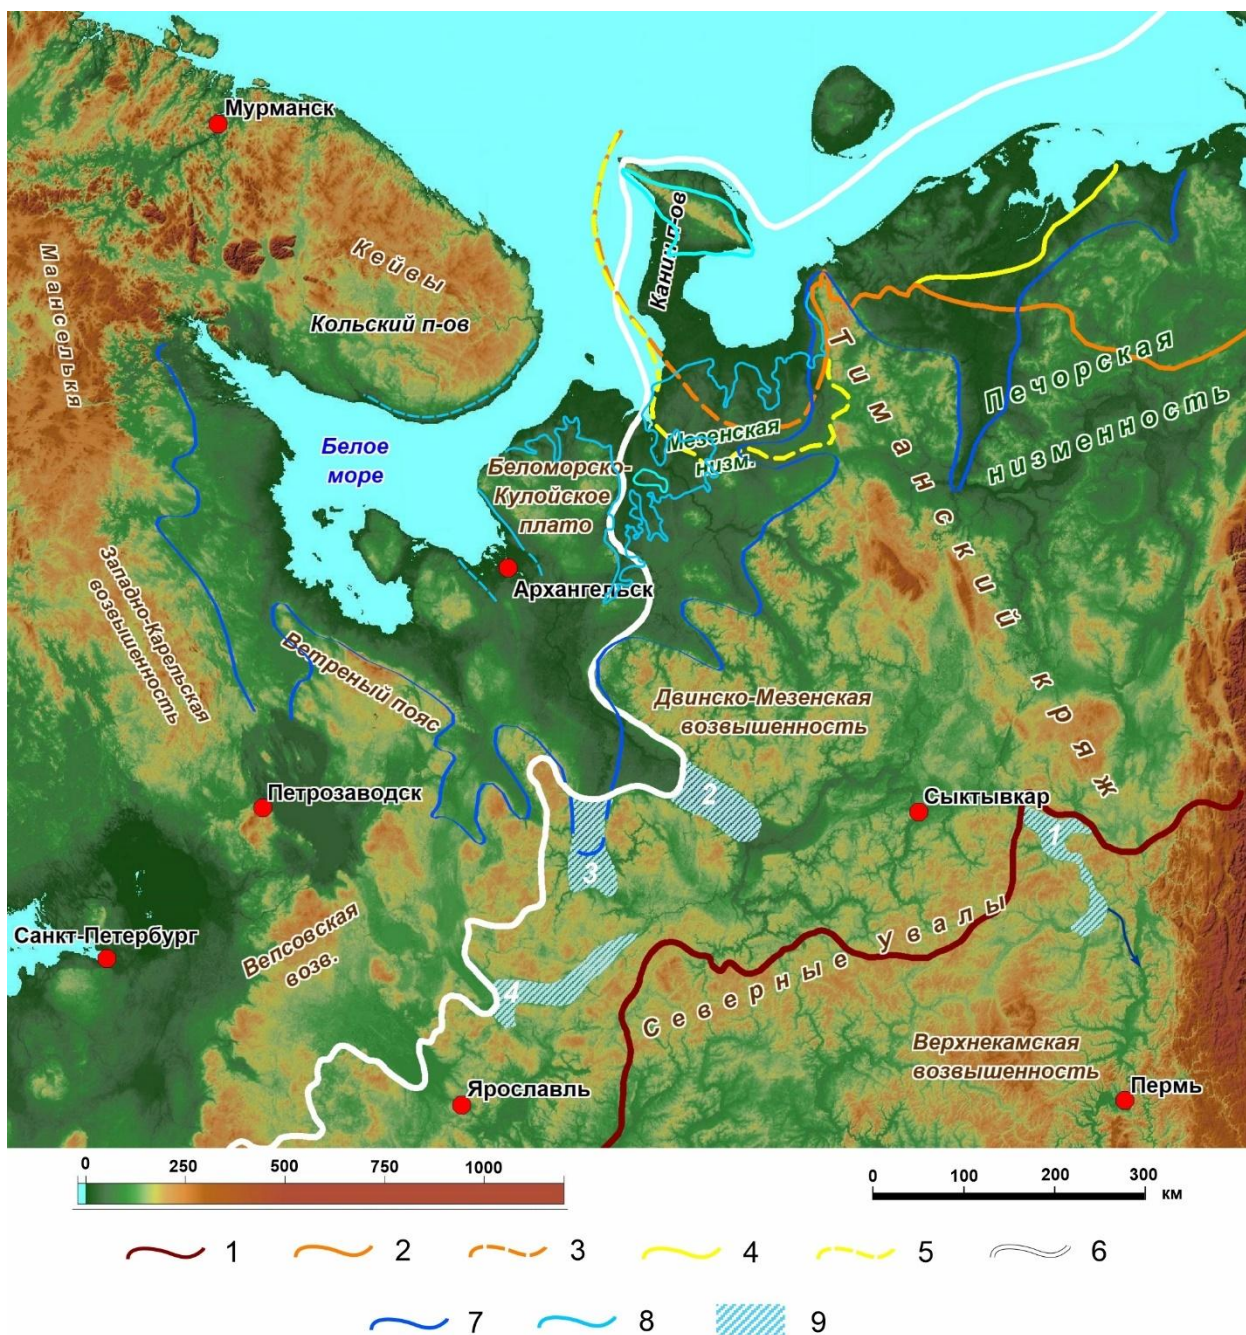 Мурманск
Кейвы
Кольский п-ов
Маанселькя
Канин п-ов
Тиманский кряж
Печорская
низменность
Мезенская
низм.
Белое
море
Беломорско-
Кулойское
плато
Архангельск
Западно-Карельская
возвышенность
Ветреный пояс
Двинско-Мезенская
возвышенность
Петрозаводск
2
Сыктывкар
1
3
Санкт-Петербург
Вепсовская
возв.
4
Северные Увалы
Верхнекамская
возвышенность
Ярославль
Пермь
0 250 500 750 1000
0 100 200 300
км
1 2 3 4 5 6
7 8 9